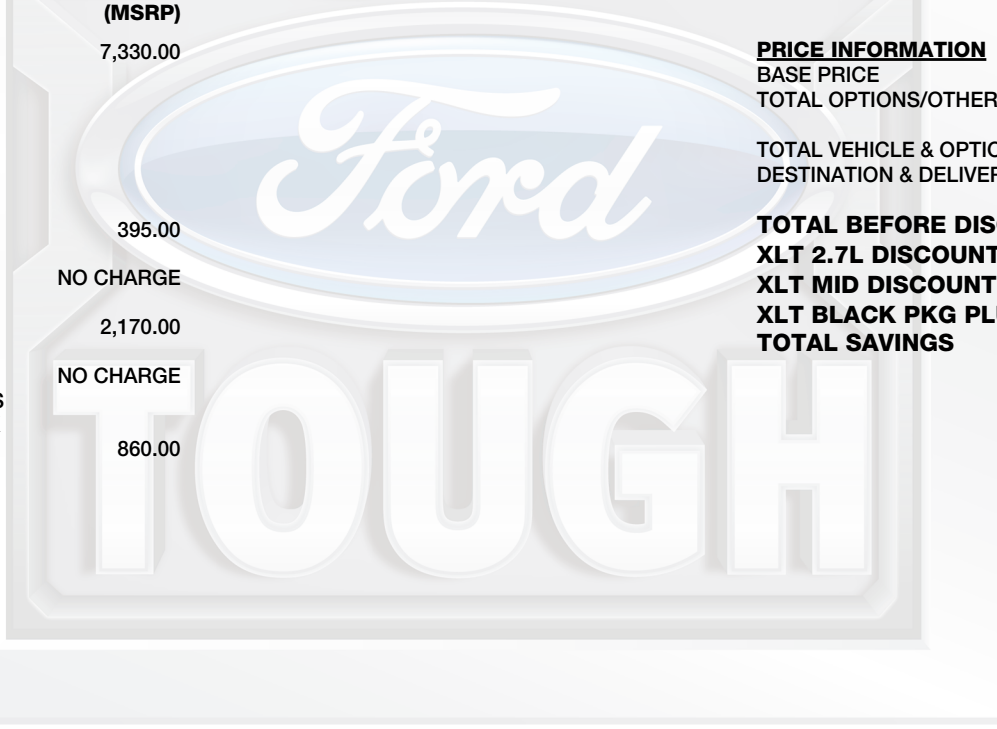 (MSRP)
7,330.00
395.00
NO CHARGE
2,170.00
NO CHARGE
S
860.00
PRICE INFORMATION
BASE PRICE
TOTAL OPTIONS/OTHER
TOTAL VEHICLE & OPTIO
DESTINATION & DELIVER
TOTAL BEFORE DIS
XLT 2.7L DISCOUNT
XLT MID DISCOUNT
XLT BLACK PKG PL
TOTAL SAVINGS
Ford
TOUGH